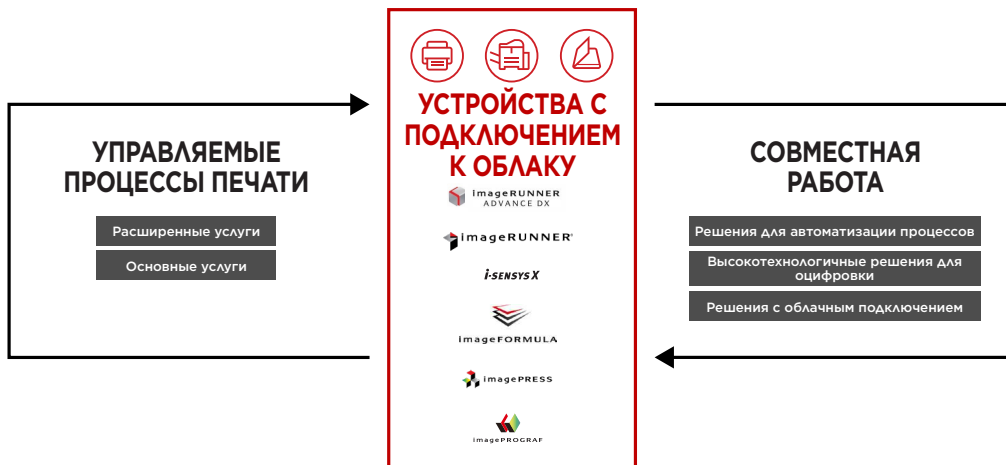 УПРАВЛЯЕМЫЕ
ПРОЦЕССЫ ПЕЧАТИ
Расширенные услуги
Основные услуги
УСТРОЙСТВА С
ПОДКЛЮЧЕНИЕМ
К ОБЛАКУ
imageRUNNER
ADVANCE DX
imageRUNNER
i-SENSYS X
imageFORMULA
imagePRESS
imagePROGRAF
СОВМЕСТНАЯ
РАБОТА
Решения для автоматизации процессов
Высокотехнологичные решения для
оцифровки
Решения с облачным подключением